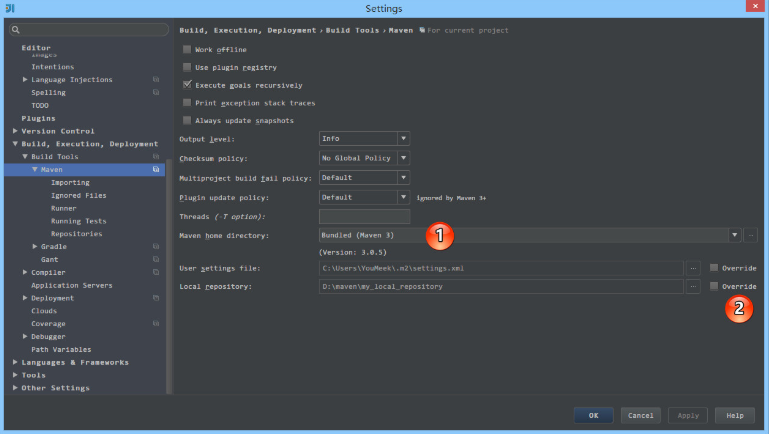 Settings
Editor
Images
Intentions
Language Injections
Spelling
TODO
Plugins
Version Control
Build, Execution, Deployment
Build Tools
Maven
Importing
Ignored Files
Runner
Running Tests
Repositories
Gradle
Gant
Compiler
Application Servers
Deployment
Clouds
Coverage
Debugger
Path Variables
Languages & Frameworks
Tools
Other Settings
Build, Execution, Deployment › Build Tools › Maven For current project
Work offline
Use plugin registry
Execute goals recursively
Print exception stack traces
Always update snapshots
Output level: Info
Checksum policy: No Global Policy
Multiproject build fail policy: Default
Plugin update policy: Default ignored by Maven 3+
Threads (-T option):
Maven home directory: Bundled (Maven 3) 1 ...
(Version: 3.0.5)
User settings file: C:\Users\YouMeek\.m2\settings.xml ... Override
Local repository: D:\maven\my_local_repository ... Override
2
OK Cancel Apply Help